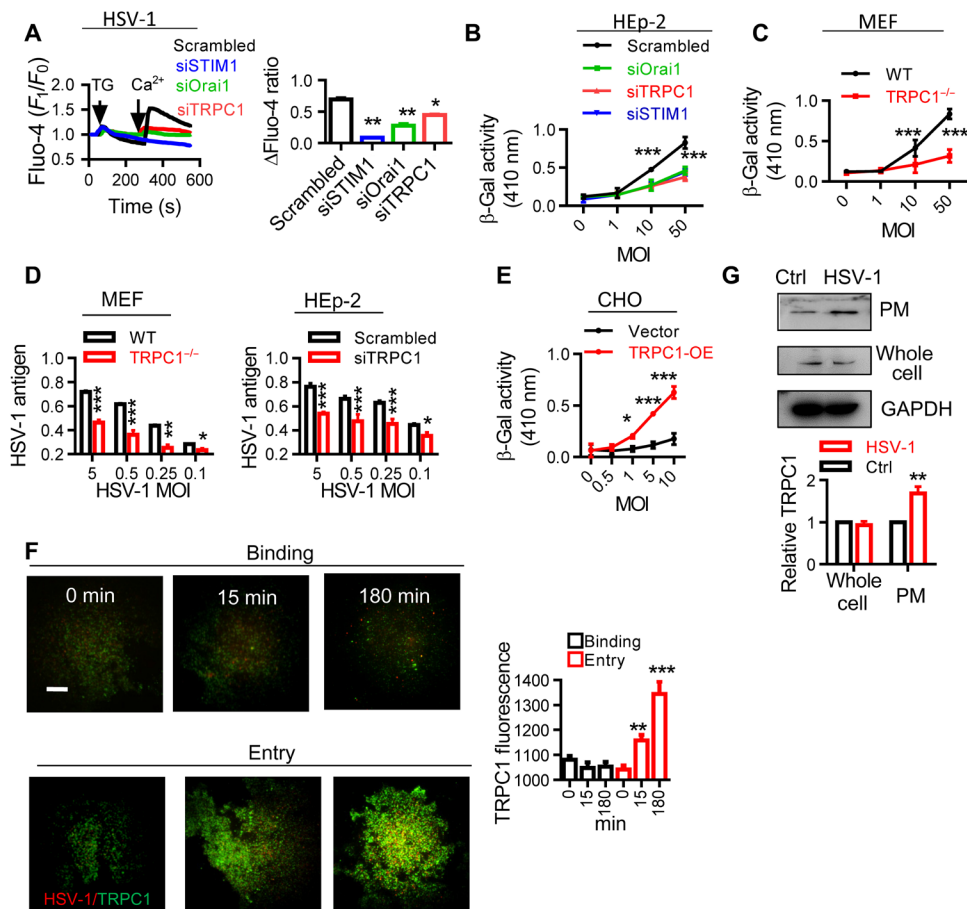 A
HSV-1
Scrambled
siSTIM1
siOrai1
siTRPC1
TG
Ca²⁺
Fluo-4 (F₁/F₀)
2.0
1.5
1.0
0.5
0
200
400
600
Time (s)
ΔFluo-4 ratio
1.0
0.5
0.0
**
**
*
Scrambled
siSTIM1
siOrai1
siTRPC1
B
HEp-2
Scrambled
siOrai1
siTRPC1
siSTIM1
β-Gal activity
(410 nm)
1.0
0.5
0.0
***
***
0
1
10
50
MOI
C
MEF
WT
TRPC1⁻/⁻
β-Gal activity
(410 nm)
1.0
0.5
0.0
***
***
0
1
10
50
MOI
D
MEF
WT
TRPC1⁻/⁻
HSV-1 antigen
1.0
0.8
0.6
0.4
0.2
***
***
**
*
5
0.5
0.25
0.1
HSV-1 MOI
HEp-2
Scrambled
siTRPC1
HSV-1 antigen
1.0
0.8
0.6
0.4
0.2
***
***
***
*
5
0.5
0.25
0.1
HSV-1 MOI
E
CHO
Vector
TRPC1-OE
β-Gal activity
(410 nm)
1.0
0.5
0.0
*
***
***
0
0.5
1
5
10
MOI
G
Ctrl HSV-1
PM
Whole
cell
GAPDH
HSV-1
Ctrl
Relative TRPC1
2
1
0
**
Whole
cell
PM
F
Binding
0 min
15 min
180 min
Entry
HSV-1/TRPC1
Binding
Entry
TRPC1 fluorescence
1400
1300
1200
1100
1000
**
***
0
15
180
0
15
180
min